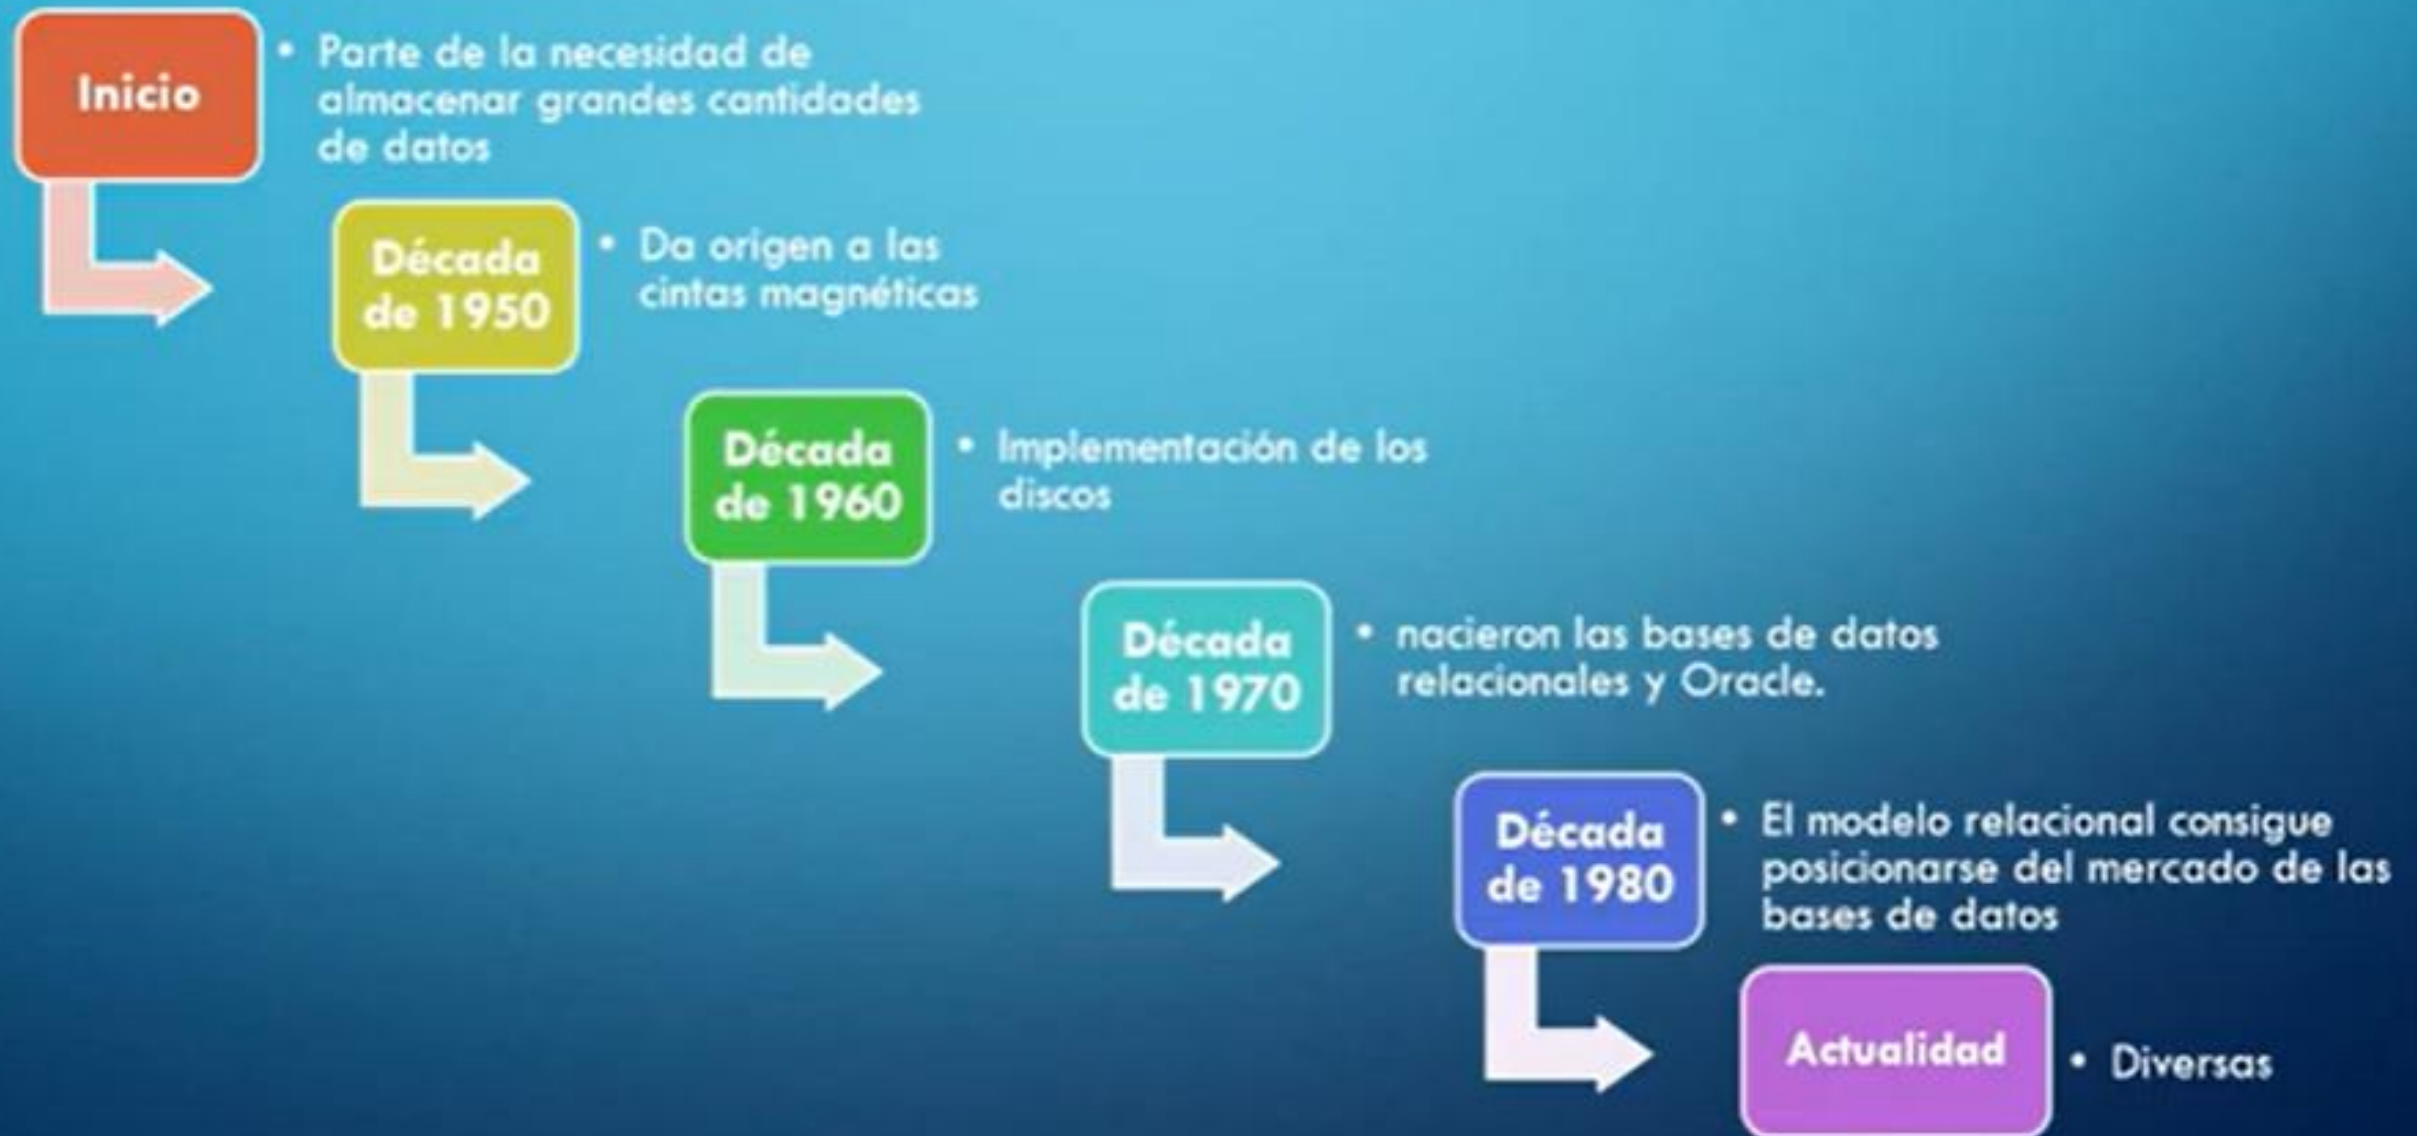 Inicio
• Parte de la necesidad de
almacenar grandes cantidades
de datos
Década
de 1950
• Da origen a las
cintas magnéticas
Década
de 1960
• Implementación de los
discos
Década
de 1970
• nacieron las bases de datos
relacionales y Oracle.
Década
de 1980
• El modelo relacional consigue
posicionarse del mercado de las
bases de datos
Actualidad
• Diversas